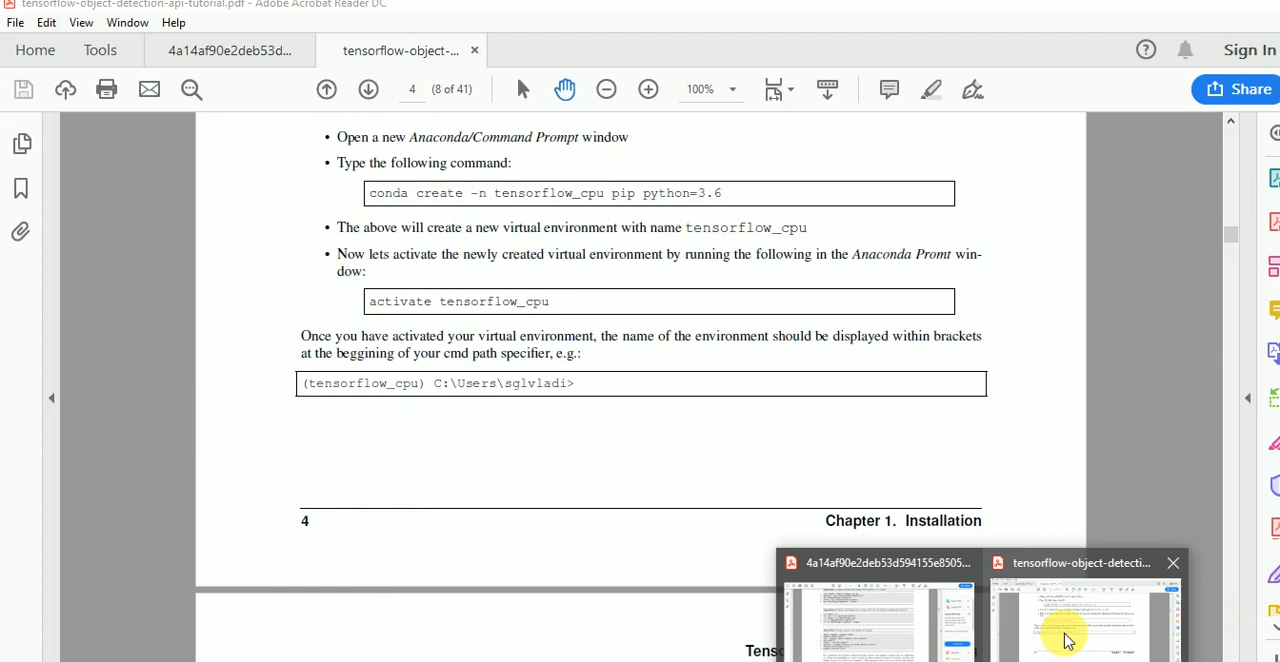 tensorflow-object-detection-api-tutorial.pdf - Adobe Acrobat Reader DC
File Edit View Window Help
Home Tools 4a14af90e2deb53d... tensorflow-object-... Sign In
4 (8 of 41) 100% Share
• Open a new Anaconda/Command Prompt window
• Type the following command:
conda create -n tensorflow_cpu pip python=3.6
• The above will create a new virtual environment with name tensorflow_cpu
• Now lets activate the newly created virtual environment by running the following in the Anaconda Promt win-
dow:
activate tensorflow_cpu
Once you have activated your virtual environment, the name of the environment should be displayed within brackets
at the beggining of your cmd path specifier, e.g.:
(tensorflow_cpu) C:\Users\sglvladi>
4 Chapter 1. Installation
4a14af90e2deb53d594155e8505... tensorflow-object-detecti...